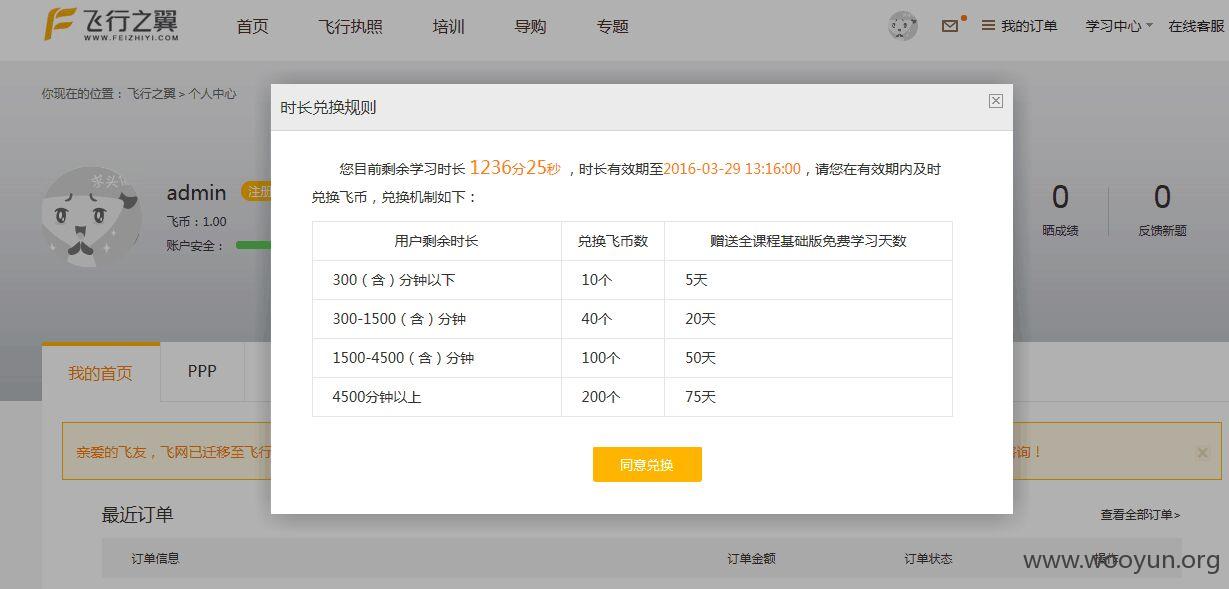 飞行之翼
WWW.FEIZHIYI.COM
首页 飞行执照 培训 导购 专题 我的订单 学习中心 在线客服
你现在的位置：飞行之翼 > 个人中心
时长兑换规则
您目前剩余学习时长 1236分25秒 ，时长有效期至2016-03-29 13:16:00，请您在有效期内及时
兑换飞币，兑换机制如下：
admin 注册
飞币：1.00
账户安全：
0 0
晒成绩 反馈新题
用户剩余时长 兑换飞币数 赠送全课程基础版免费学习天数
300（含）分钟以下 10个 5天
300-1500（含）分钟 40个 20天
1500-4500（含）分钟 100个 50天
4500分钟以上 200个 75天
我的首页 PPP
亲爱的飞友，飞网已迁移至飞行 询！
同意兑换
最近订单 查看全部订单>
订单信息 订单金额 订单状态 操作
www.wooyun.org